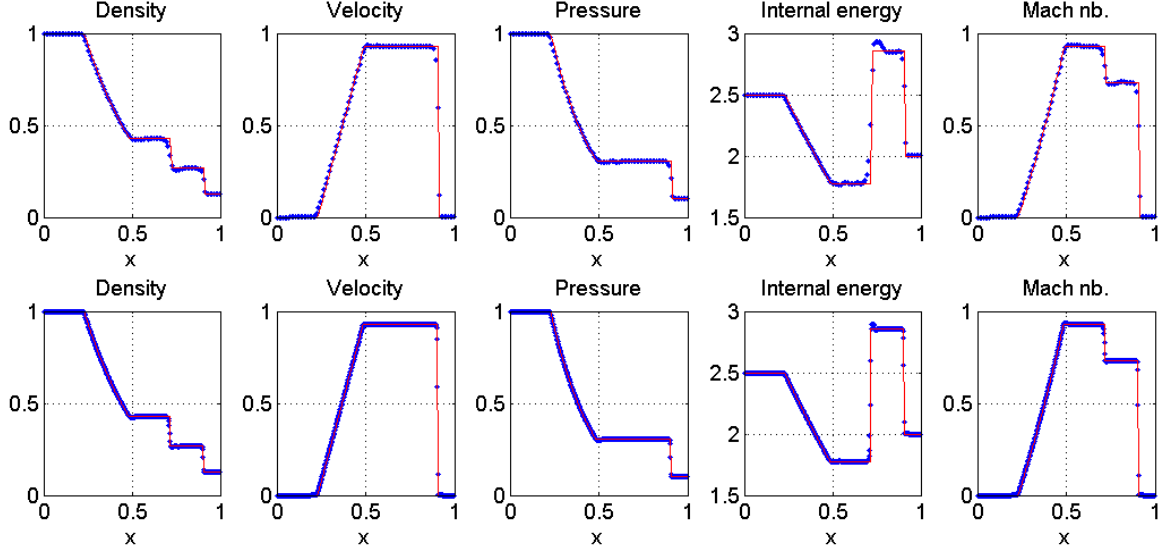 Density Velocity Pressure Internal energy Mach nb.
1 1 1 3 1
2.5
0.5 0.5 0.5 0.5
2
0 0 0 1.5 0
0 0.5 1 0 0.5 1 0 0.5 1 0 0.5 1 0 0.5 1
x x x x x
Density Velocity Pressure Internal energy Mach nb.
1 1 1 3 1
2.5
0.5 0.5 0.5 0.5
2
0 0 0 1.5 0
0 0.5 1 0 0.5 1 0 0.5 1 0 0.5 1 0 0.5 1
x x x x x